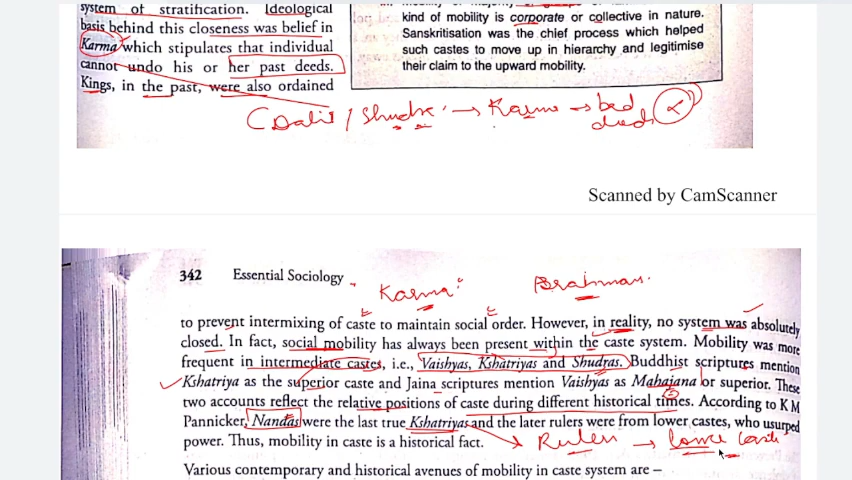 system of stratification. Ideological
basis behind this closeness was belief in
Karma which stipulates that individual
cannot undo his or her past deeds.
Kings, in the past, were also ordained
kind of mobility is corporate or collective in nature.
Sanskritisation was the chief process which helped
such castes to move up in hierarchy and legitimise
their claim to the upward mobility.
Dalit / Shudra → Karma → bad
deed
Scanned by CamScanner
342 Essential Sociology
Karma Brahman.
to prevent intermixing of caste to maintain social order. However, in reality, no system was absolutely
closed. In fact, social mobility has always been present within the caste system. Mobility was more
frequent in intermediate castes, i.e., Vaishyas, Kshatriyas and Shudras. Buddhist scriptures mention
Kshatriya as the superior caste and Jaina scriptures mention Vaishyas as Mahajana or superior. These
two accounts reflect the relative positions of caste during different historical times. According to K M
Pannicker, Nandas were the last true Kshatriyas and the later rulers were from lower castes, who usurped
power. Thus, mobility in caste is a historical fact.
→ Rulers → lower caste
Various contemporary and historical avenues of mobility in caste system are –